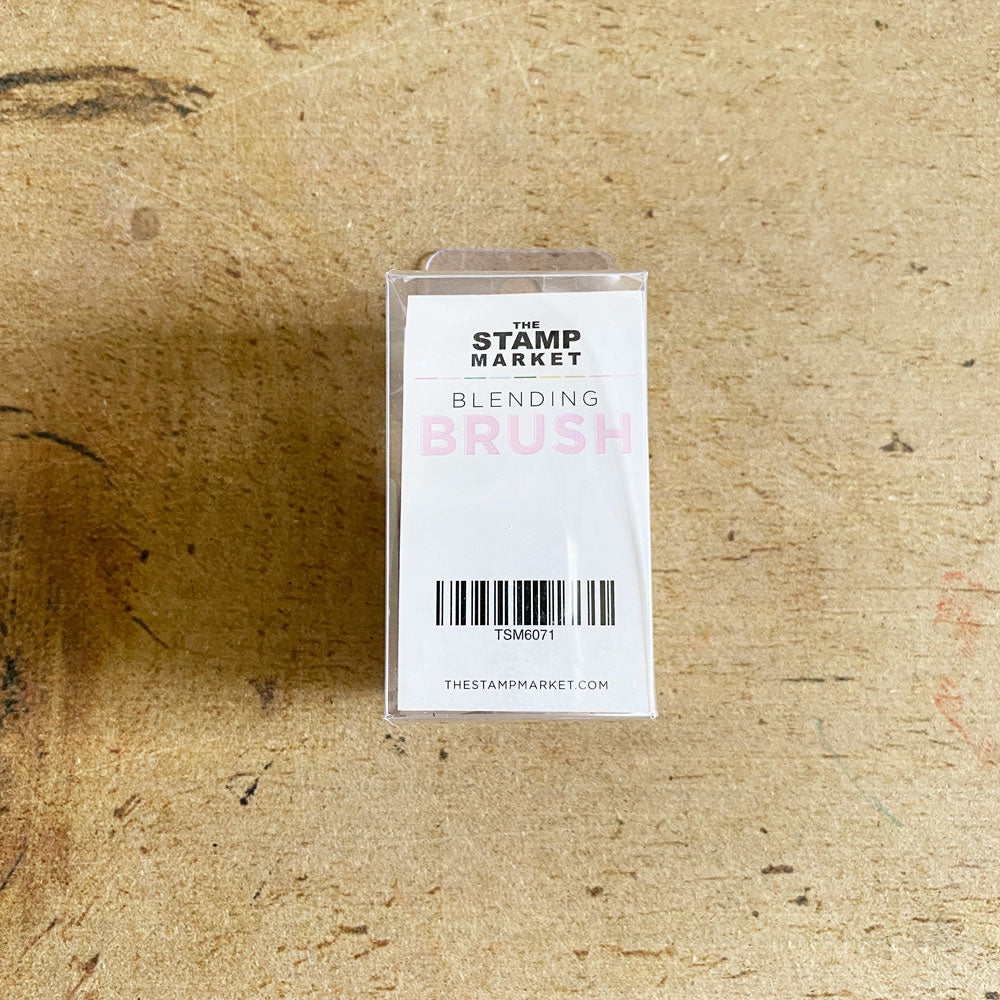 THE
STAMP
MARKET
BLENDING
BRUSH
TSM6071
THESTAMPMARKET.COM